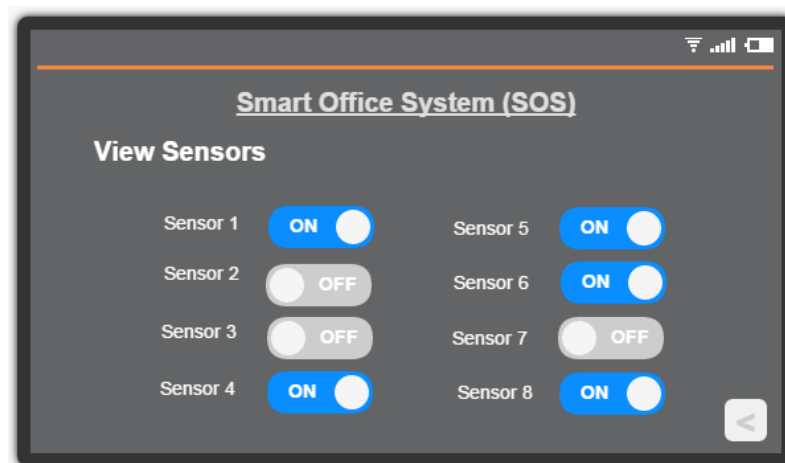 Smart Office System (SOS)
View Sensors
Sensor 1 ON
Sensor 2 OFF
Sensor 3 OFF
Sensor 4 ON
Sensor 5 ON
Sensor 6 ON
Sensor 7 OFF
Sensor 8 ON
<